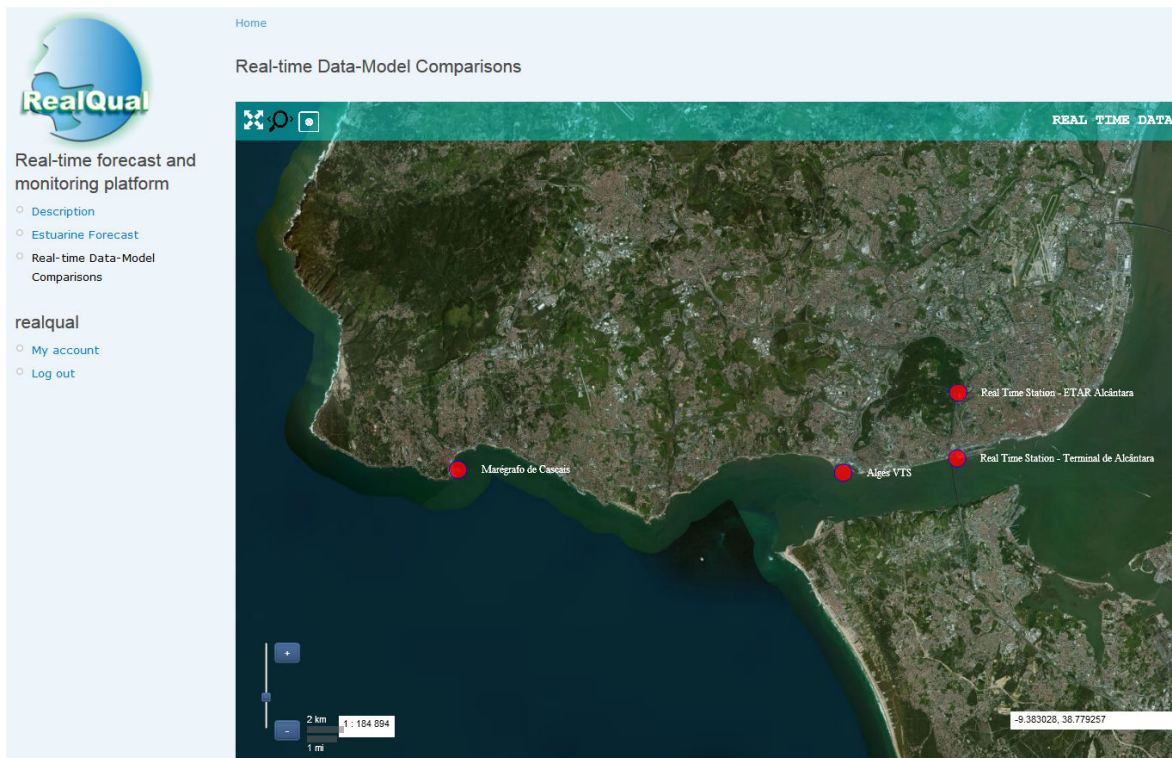 Home
Real-time Data-Model Comparisons
RealQual
Real-time forecast and
monitoring platform
Description
Estuarine Forecast
Real-time Data-Model
Comparisons
realqual
My account
Log out
REAL TIME DATA
Real Time Station - ETAR Alcântara
Real Time Station - Terminal de Alcântara
Marégrafo de Cascais
Algés VTS
+
-
2 km
1 : 184 894
1 mi
-9.383028, 38.779257